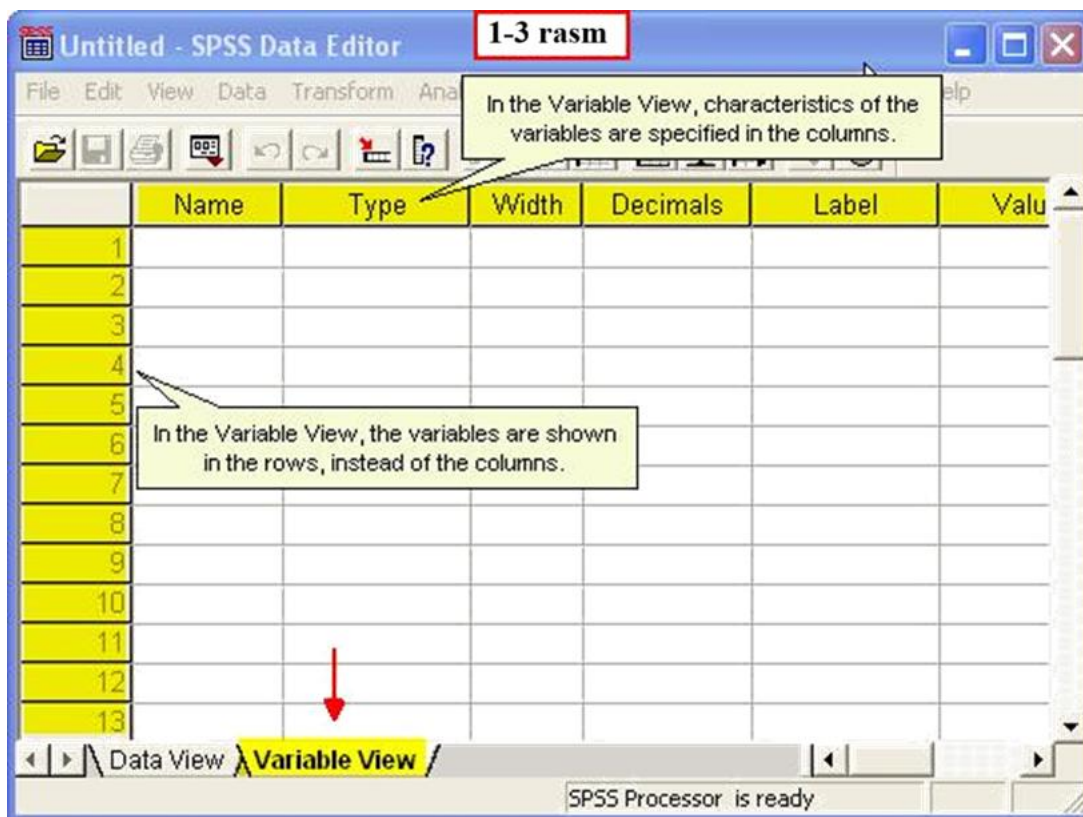 SPSS
Untitled - SPSS Data Editor
1-3 rasm
File Edit View Data Transform Anal elp
In the Variable View, characteristics of the
variables are specified in the columns.
Name Type Width Decimals Label Valu
1
2
3
4
5
In the Variable View, the variables are shown
in the rows, instead of the columns.
6
7
8
9
10
11
12
13
Data View Variable View
SPSS Processor is ready